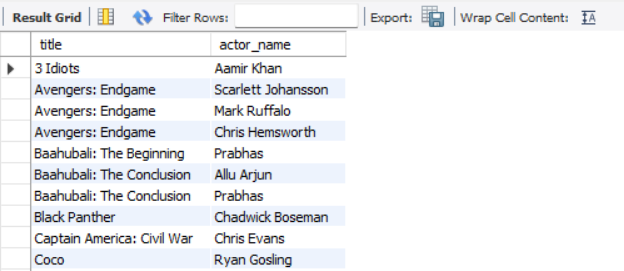 Result Grid Filter Rows: Export: Wrap Cell Content: IA
title actor_name
3 Idiots Aamir Khan
Avengers: Endgame Scarlett Johansson
Avengers: Endgame Mark Ruffalo
Avengers: Endgame Chris Hemsworth
Baahubali: The Beginning Prabhas
Baahubali: The Conclusion Allu Arjun
Baahubali: The Conclusion Prabhas
Black Panther Chadwick Boseman
Captain America: Civil War Chris Evans
Coco Ryan Gosling